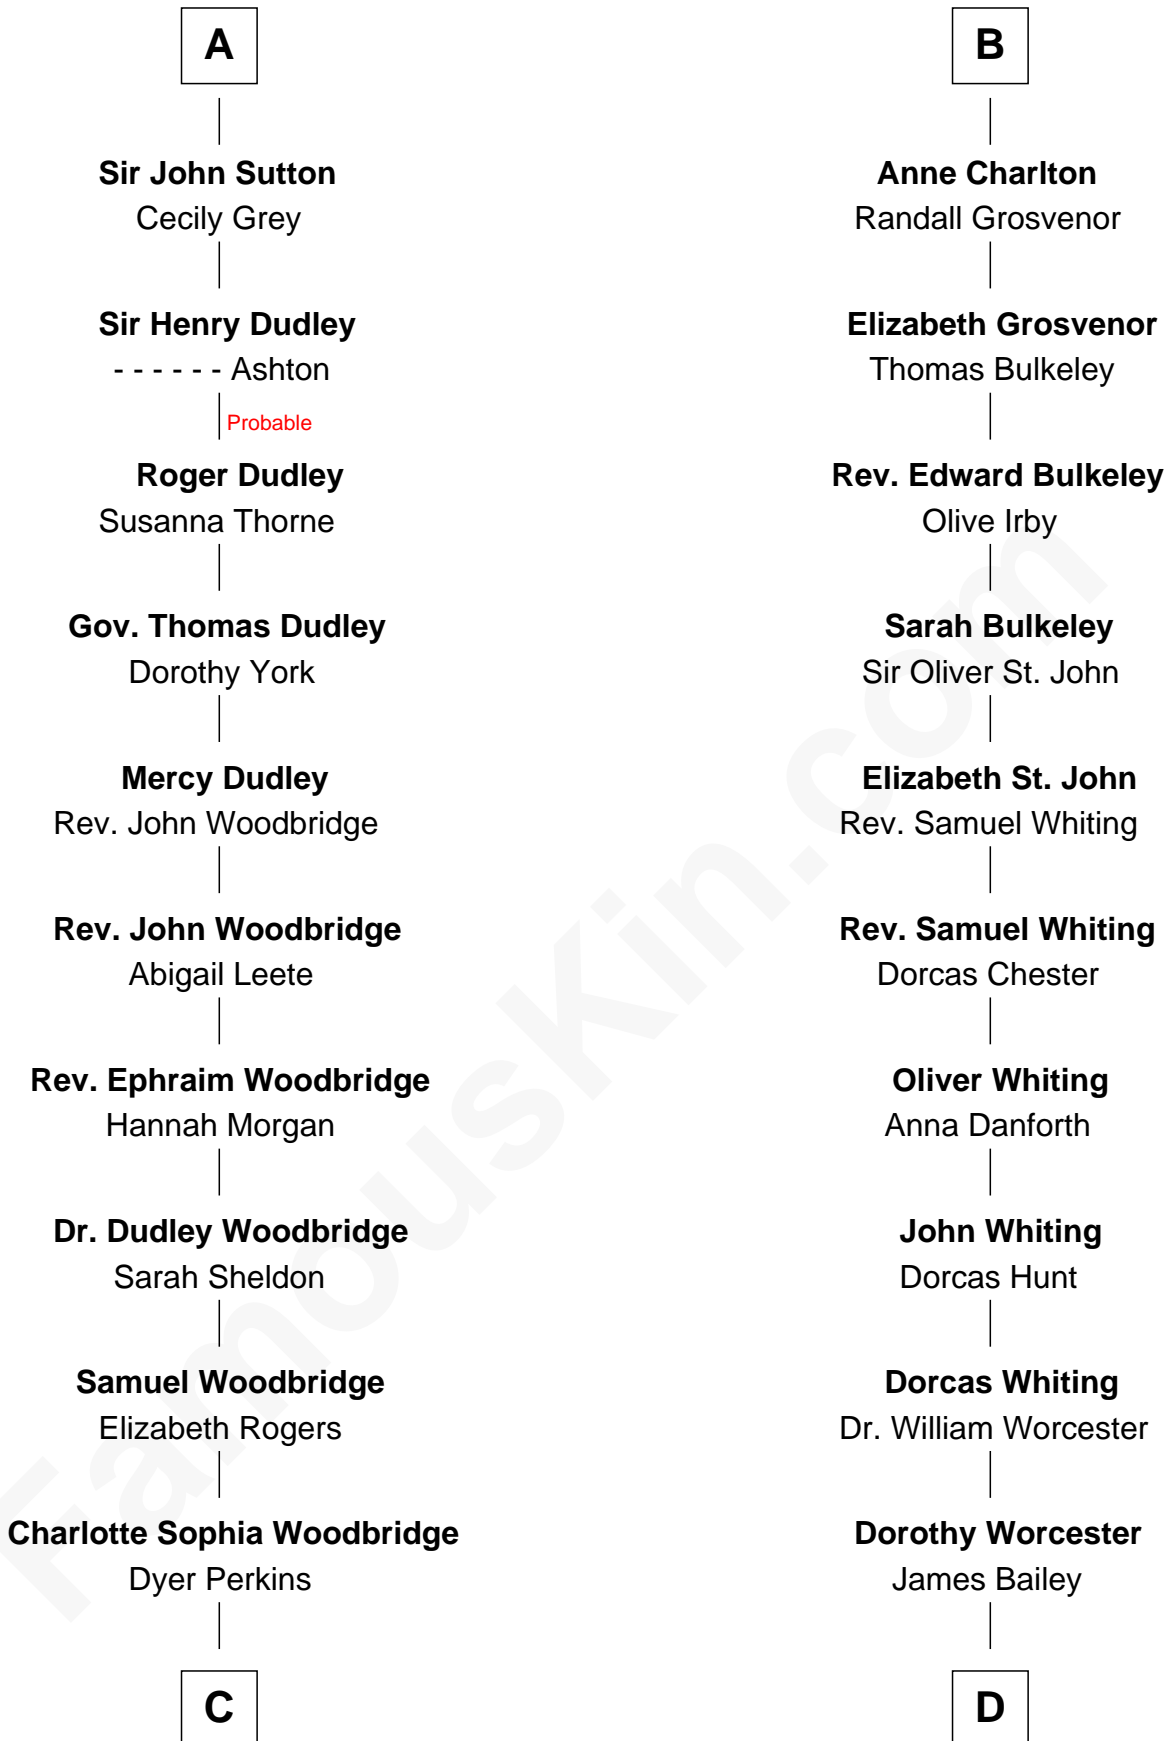 A
Sir John Sutton
Cecily Grey
Sir Henry Dudley
- - - - - - Ashton
Probable
Roger Dudley
Susanna Thorne
Gov. Thomas Dudley
Dorothy York
Mercy Dudley
Rev. John Woodbridge
Rev. John Woodbridge
Abigail Leete
Rev. Ephraim Woodbridge
Hannah Morgan
Dr. Dudley Woodbridge
Sarah Sheldon
Samuel Woodbridge
Elizabeth Rogers
Charlotte Sophia Woodbridge
Dyer Perkins
C
B
Anne Charlton
Randall Grosvenor
Elizabeth Grosvenor
Thomas Bulkeley
Rev. Edward Bulkeley
Olive Irby
Sarah Bulkeley
Sir Oliver St. John
Elizabeth St. John
Rev. Samuel Whiting
Rev. Samuel Whiting
Dorcas Chester
Oliver Whiting
Anna Danforth
John Whiting
Dorcas Hunt
Dorcas Whiting
Dr. William Worcester
Dorothy Worcester
James Bailey
D
FamousKin.com